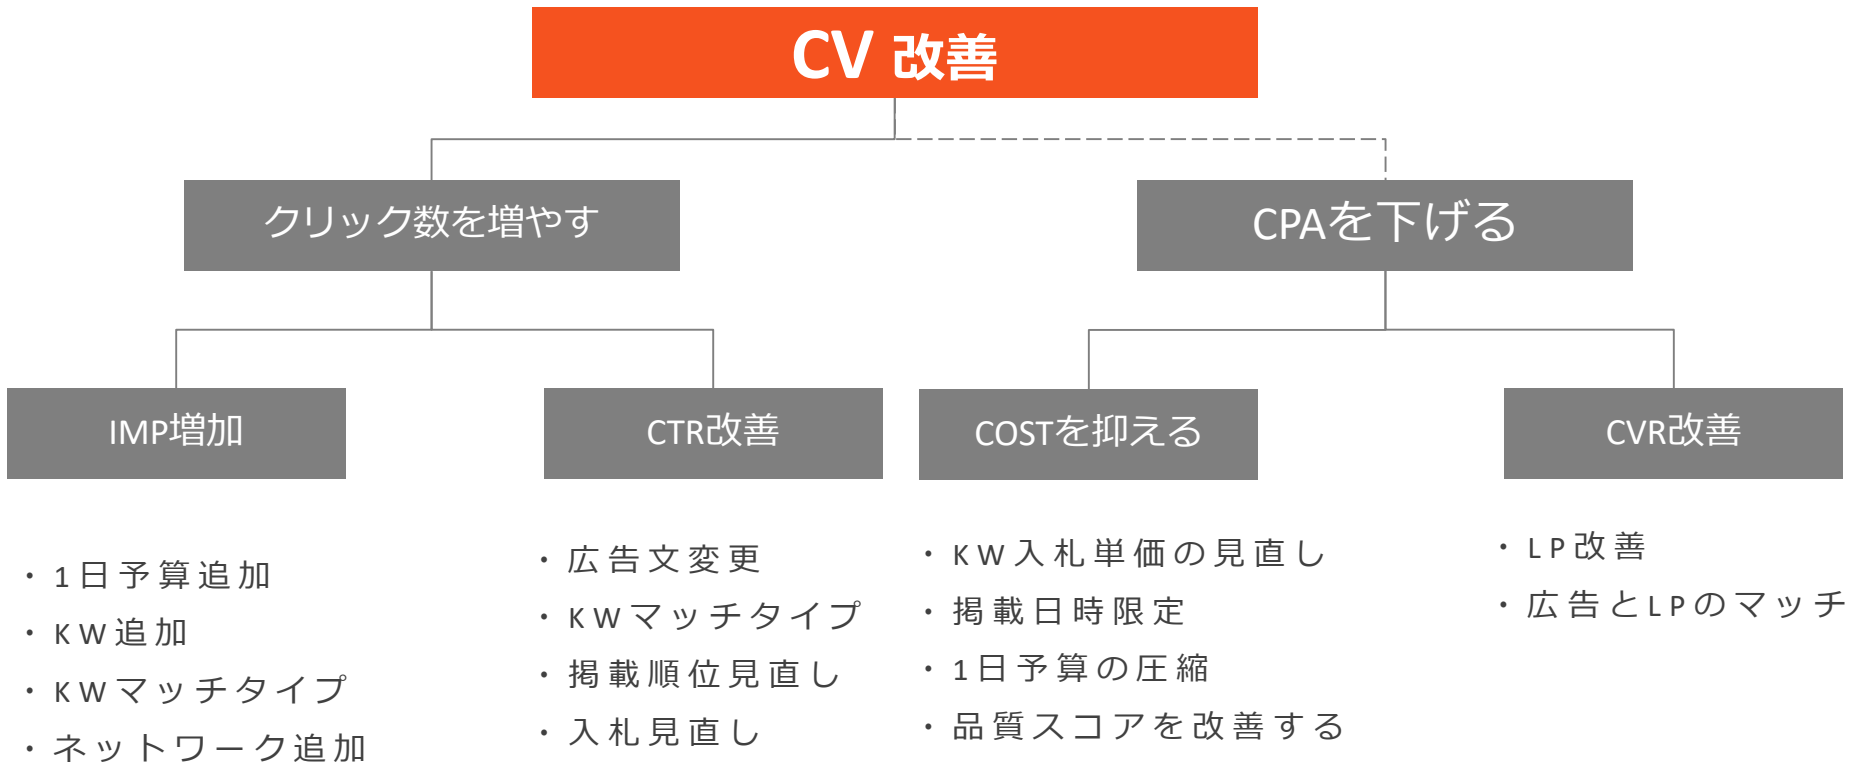 CV 改善
クリック数を増やす
CPAを下げる
IMP増加
CTR改善
COSTを抑える
CVR改善
・1日予算追加
・KW追加
・KWマッチタイプ
・ネットワーク追加
・広告文変更
・KWマッチタイプ
・掲載順位見直し
・入札見直し
・KW入札単価の見直し
・掲載日時限定
・1日予算の圧縮
・品質スコアを改善する
・LP改善
・広告とLPのマッチ